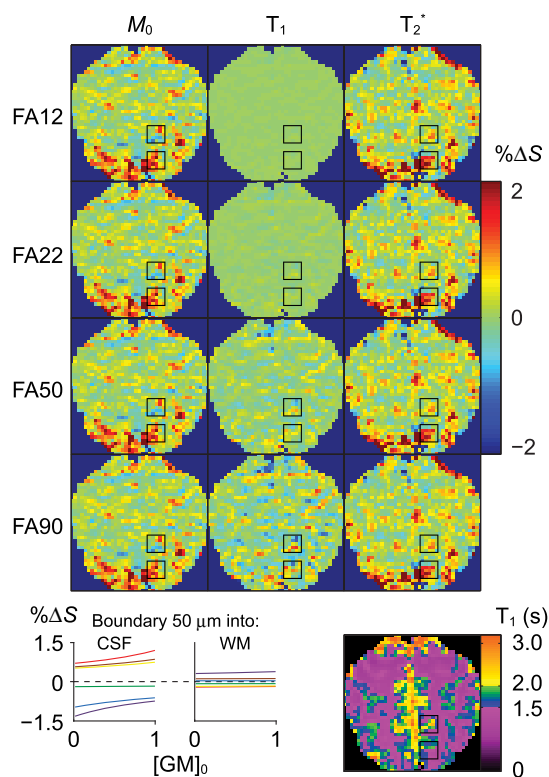 M₀ T₁ T₂*
FA12
%ΔS
2
FA22
0
FA50
−2
FA90
%ΔS Boundary 50 μm into:
CSF WM
1.5
0
−1.5
0 1 0 1
[GM]₀
T₁ (s)
3.0
2.0
1.5
0